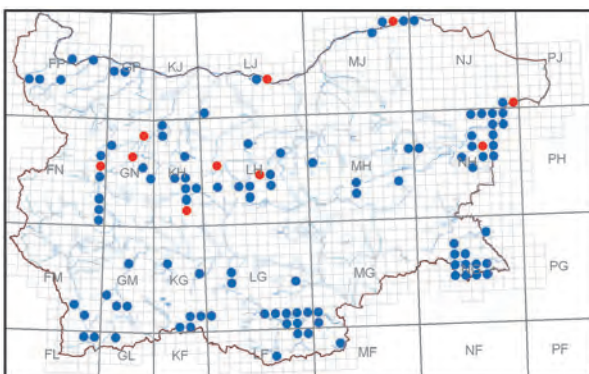 FP GP KJ LJ MJ NJ PJ
FN GN KH LH MH NH PH
FM GM KG LG MG PG
FL GL KF LF MF NF PF